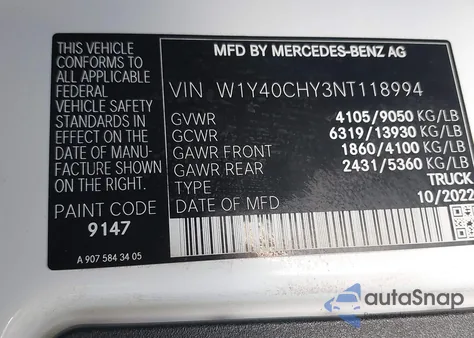 THIS VEHICLE
CONFORMS TO ALL
APPLICABLE
FEDERAL
VEHICLE SAFETY
STANDARDS IN
EFFECT ON THE
DATE OF MANU-
FACTURE SHOWN
ON THE RIGHT.
PAINT CODE
9147
A 907 584 34 05
MFD BY MERCEDES-BENZ AG
VIN W1Y40CHY3NT118994
GVWR 4105/9050 KG/LB
GCWR 6319/13930 KG/LB
GAWR FRONT 1860/4100 KG/LB
GAWR REAR 2431/5360 KG/LB
TYPE TRUCK
DATE OF MFD 10/2022
autoSnap